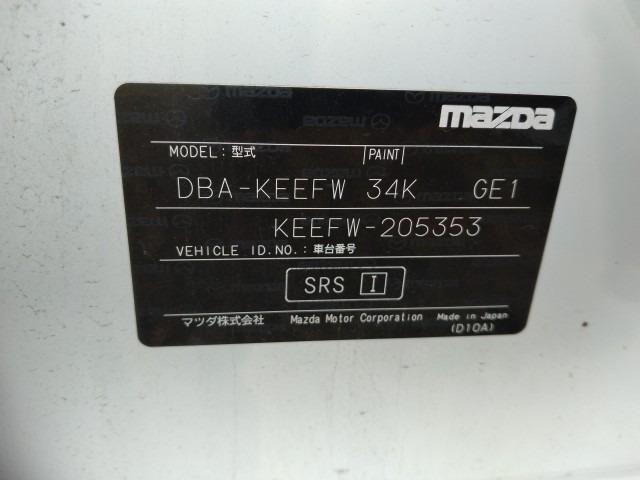 mazda
MODEL:型式 PAINT
DBA-KEEFW 34K GE1
KEEFW-205353
VEHICLE ID.NO.:車台番号
SRS I
マツダ株式会社 Mazda Motor Corporation Made in Japan
(D10A)